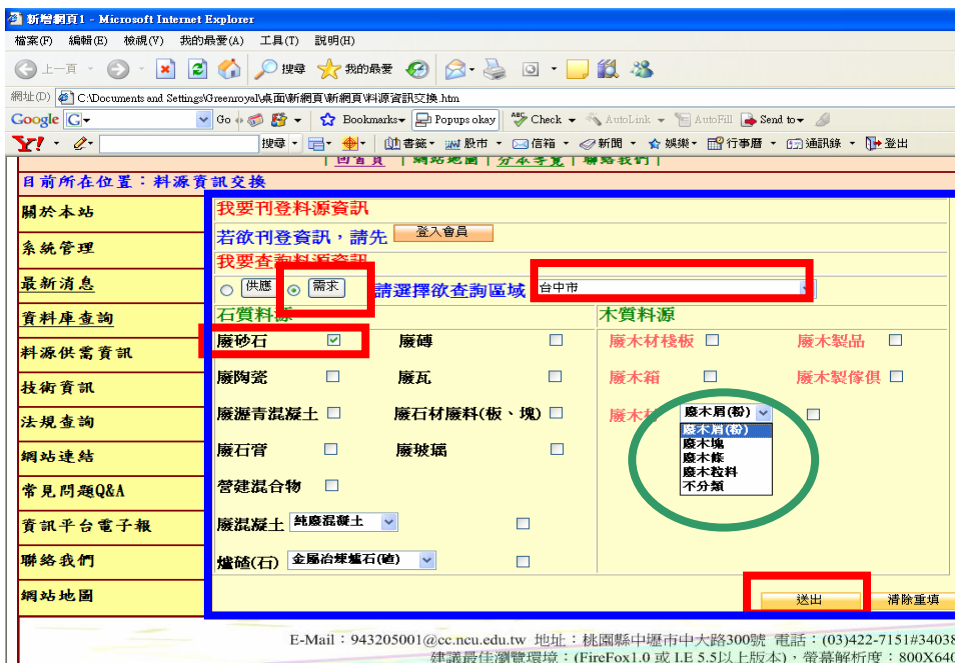 新增網頁1 - Microsoft Internet Explorer
檔案(F) 編輯(E) 檢視(V) 我的最愛(A) 工具(T) 說明(H)
上一頁 搜尋 我的最愛
網址(D) C:\Documents and Settings\Greenroyal\桌面\新網頁\新網頁\料源資訊交換.htm
Google G Go Bookmarks Popups okay Check AutoLink AutoFill Send to
Y! 搜尋 書籤 股市 信箱 新聞 娛樂 行事曆 通訊錄 登出
| 回首頁 | 網站地圖 | 分享 | 聯絡我們 |
目前所在位置：料源資訊交換
關於本站
系統管理
最新消息
資料庫查詢
料源供需資訊
技術資訊
法規查詢
網站連結
常見問題Q&A
資訊平台電子報
聯絡我們
網站地圖
我要刊登料源資訊
若欲刊登資訊，請先 登入會員
我要查詢料源資訊
供應 需求 請選擇欲查詢區域 台中市
石質料源 木質料源
廢砂石 廢磚 廢木材棧板 廢木製品
廢陶瓷 廢瓦 廢木箱 廢木製傢俱
廢瀝青混凝土 廢石材廢料(板、塊) 廢木材 廢木屑(粉)
廢木屑(粉)
廢木塊
廢木條
廢木粒料
不分類
廢石膏 廢玻璃
營建混合物
廢混凝土 純廢混凝土
爐碴(石) 金屬冶煉爐石(碴)
送出 清除重填
E-Mail：943205001@cc.ncu.edu.tw 地址：桃園縣中壢市中大路300號 電話：(03)422-7151#34038
建議最佳瀏覽環境：(FireFox1.0 或 I.E 5.5以上版本)，螢幕解析度：800X640